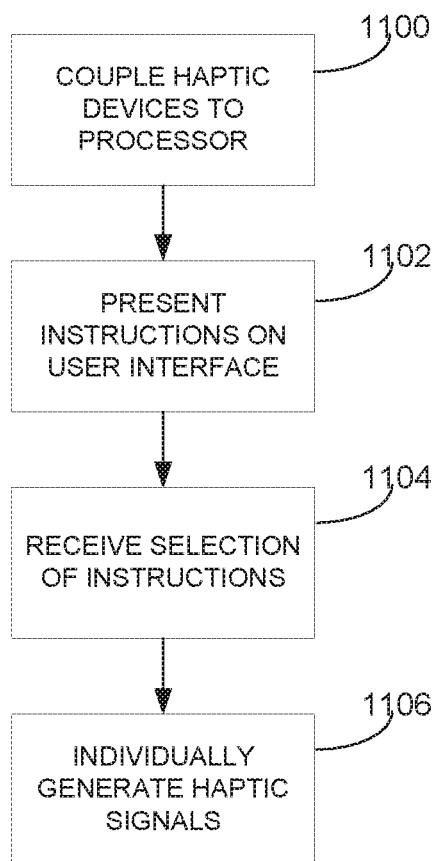 1100
COUPLE HAPTIC
DEVICES TO
PROCESSOR
1102
PRESENT
INSTRUCTIONS ON
USER INTERFACE
1104
RECEIVE SELECTION
OF INSTRUCTIONS
1106
INDIVIDUALLY
GENERATE HAPTIC
SIGNALS